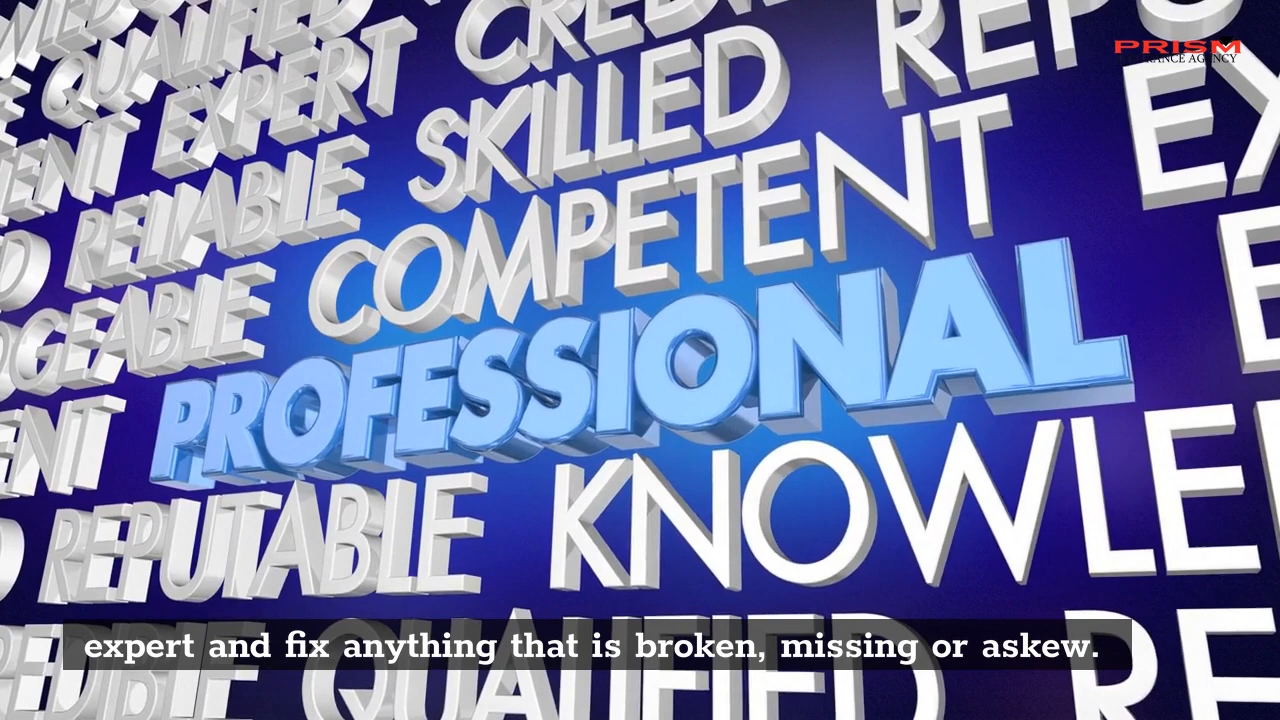 CREDI
REPU
PRISM
QUALIFIED
SKILLED
EXPERT
COMPETENT
RELIABLE
PROFESSIONAL
GEABLE
KNOWLE
REPUTABLE
QUALIFIED
expert and fix anything that is broken, missing or askew.